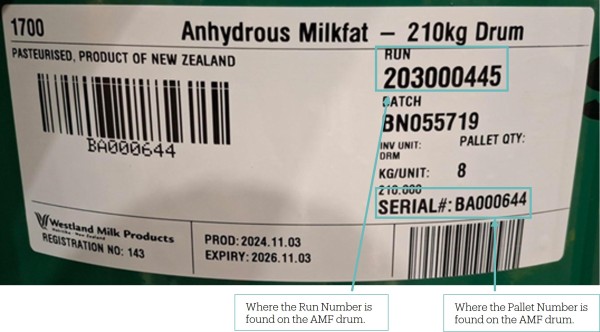 1700
Anhydrous Milkfat – 210kg Drum
PASTEURISED, PRODUCT OF NEW ZEALAND
BA000644
RUN
203000445
BATCH
BN055719
INV UNIT:
PALLET QTY:
DRM
KG/UNIT:
8
210.000
SERIAL#: BA000644
Westland Milk Products
Hokitika New Zealand
REGISTRATION NO: 143
PROD: 2024.11.03
EXPIRY: 2026.11.03
Where the Run Number is
found on the AMF drum.
Where the Pallet Number is
found on the AMF drum.